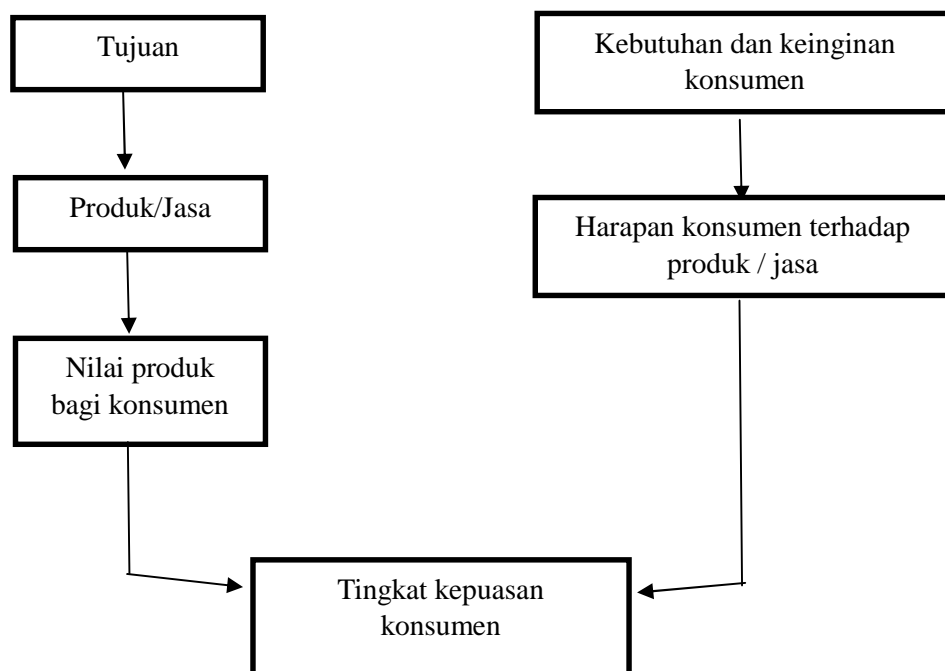 Tujuan
Kebutuhan dan keinginan
konsumen
Produk/Jasa
Harapan konsumen terhadap
produk / jasa
Nilai produk
bagi konsumen
Tingkat kepuasan
konsumen